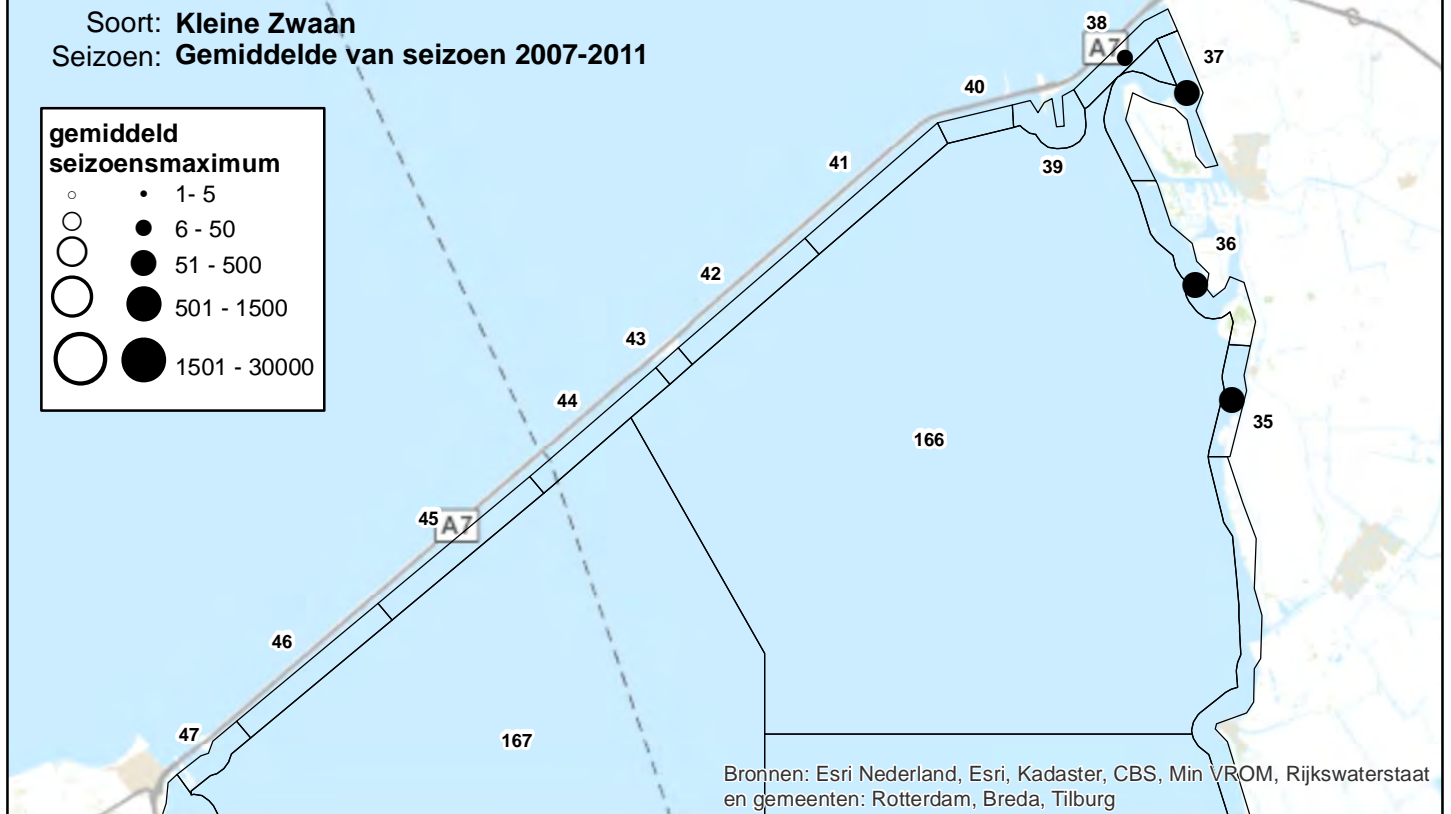 Soort: Kleine Zwaan
Seizoen: Gemiddelde van seizoen 2007-2011
gemiddeld
seizoensmaximum
1- 5
6 - 50
51 - 500
501 - 1500
1501 - 30000
38
A7
37
40
41
39
36
42
43
44
35
166
45
A7
46
47
167
Bronnen: Esri Nederland, Esri, Kadaster, CBS, Min VROM, Rijkswaterstaat
en gemeenten: Rotterdam, Breda, Tilburg